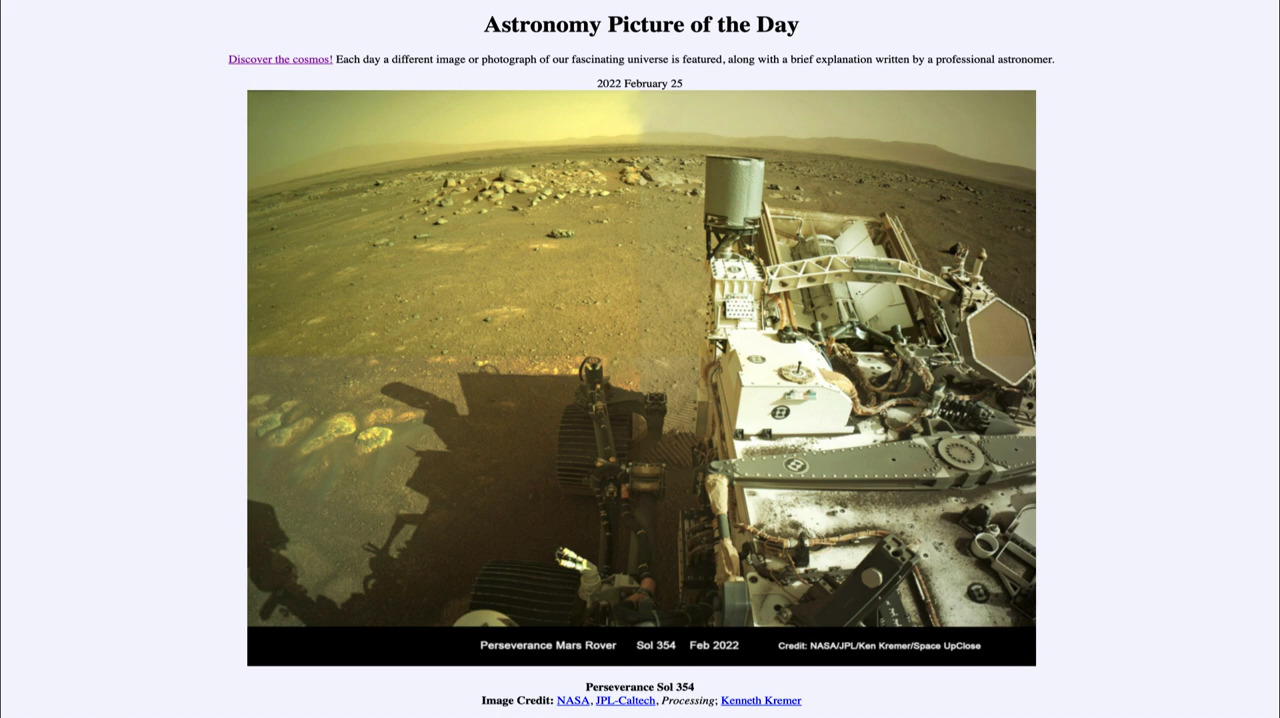 Astronomy Picture of the Day
Discover the cosmos! Each day a different image or photograph of our fascinating universe is featured, along with a brief explanation written by a professional astronomer.
2022 February 25
Perseverance Mars Rover Sol 354 Feb 2022 Credit: NASA/JPL/Ken Kremer/Space UpClose
Perseverance Sol 354
Image Credit: NASA, JPL-Caltech, Processing; Kenneth Kremer